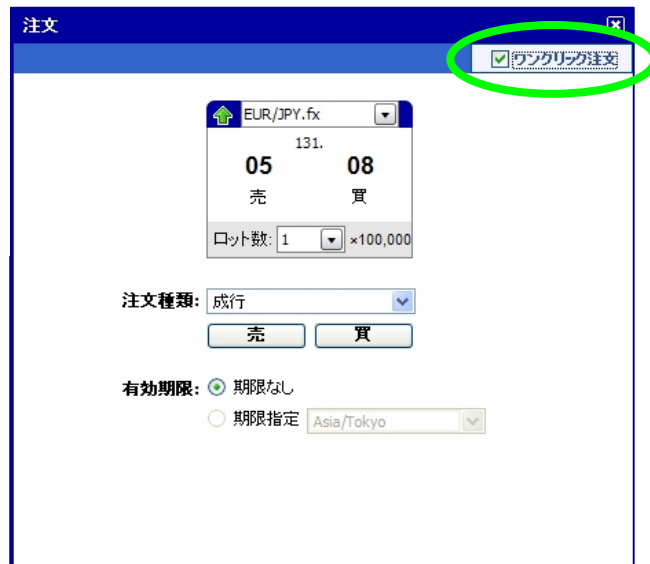 注文
ワンクリック注文
EUR/JPY.fx
131.
05 08
売 買
ロット数: 1 ×100,000
注文種類: 成行
売 買
有効期限: 期限なし
期限指定 Asia/Tokyo